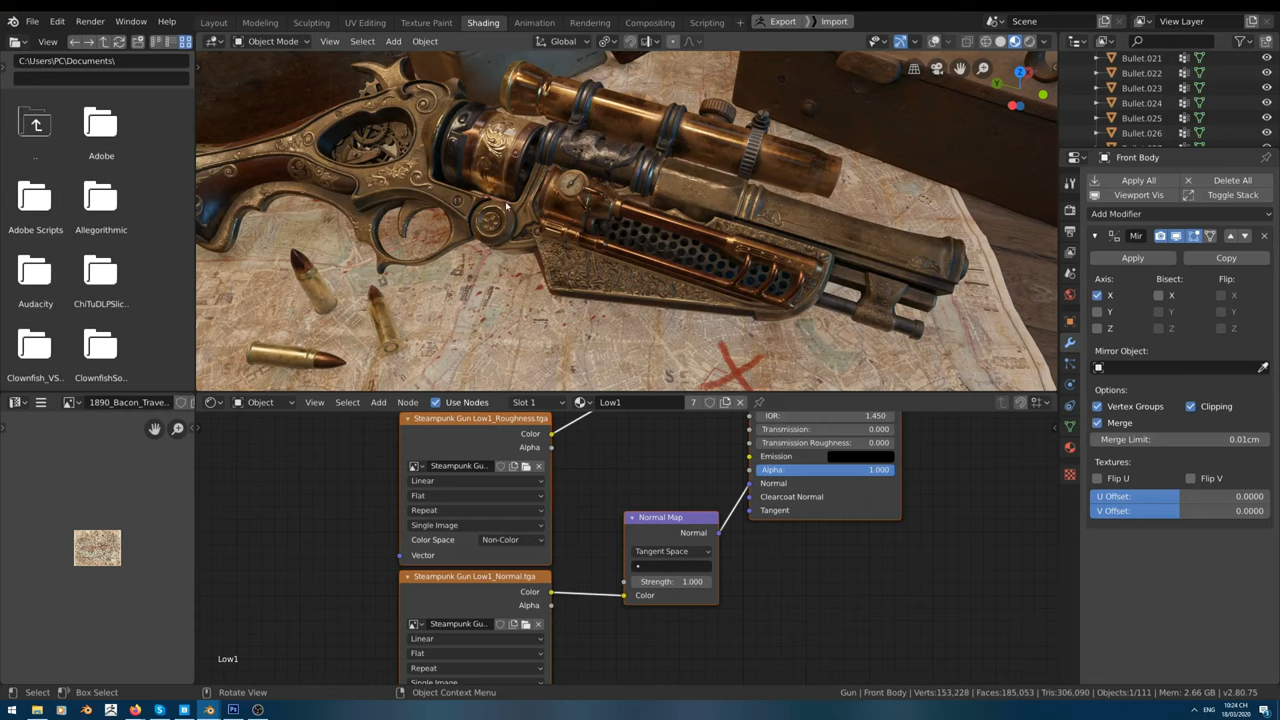 File Edit Render Window Help
Layout Modeling Sculpting UV Editing Texture Paint Shading Animation Rendering Compositing Scripting + Export Import
Scene View Layer
View
Object Mode View Select Add Object Global
C:\Users\PC\Documents\
..
Adobe
Adobe Scripts
Allegorithmic
Audacity
ChiTuDLPSlic...
Clownfish_VS...
ClownfishSo...
Bullet.021
Bullet.022
Bullet.023
Bullet.024
Bullet.025
Bullet.026
Front Body
Apply All Delete All
Viewport Vis Toggle Stack
Add Modifier
Mir
Apply Copy
Axis: Bisect: Flip:
X X X
Y Y Y
Z Z Z
Mirror Object:
Options:
Vertex Groups Clipping
Merge
Merge Limit: 0.01cm
Textures:
Flip U Flip V
U Offset: 0.0000
V Offset: 0.0000
1890_Bacon_Trave..
Object View Select Add Node Use Nodes Slot 1 Low1 7
Steampunk Gun Low1_Roughness.tga
Color
Alpha
Steampunk Gu..
Linear
Flat
Repeat
Single Image
Color Space Non-Color
Vector
Steampunk Gun Low1_Normal.tga
Color
Alpha
Steampunk Gu..
Linear
Flat
Repeat
Single Image
Normal Map
Normal
Tangent Space
Strength: 1.000
Color
IOR: 1.450
Transmission: 0.000
Transmission Roughness: 0.000
Emission
Alpha: 1.000
Normal
Clearcoat Normal
Tangent
Low1
Select Box Select Rotate View Object Context Menu
Gun | Front Body | Verts:153,228 | Faces:185,053 | Tris:306,090 | Objects:1/111 | Mem: 2.66 GB | v2.80.75
ENG 10:24 CH
18/03/2020